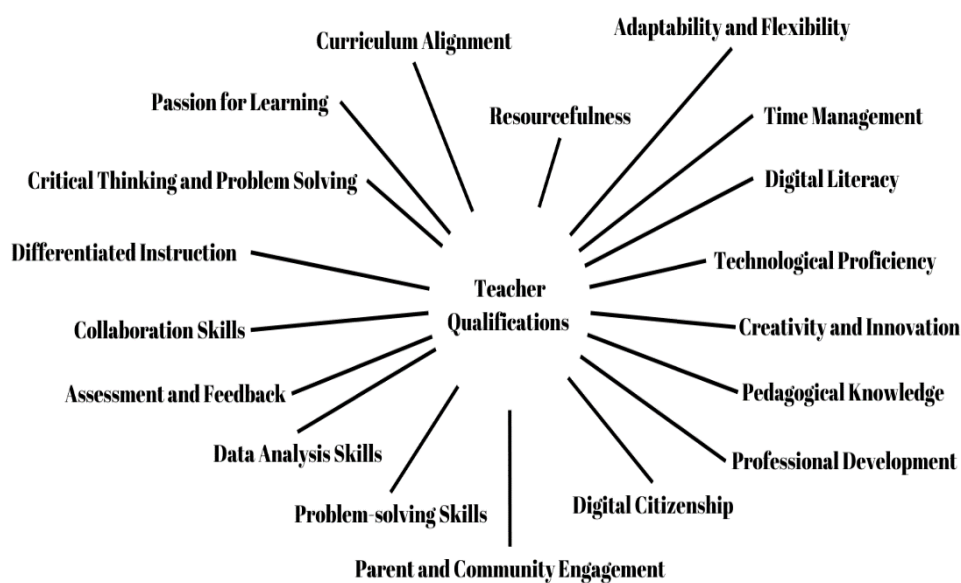 Adaptability and Flexibility
Curriculum Alignment
Passion for Learning
Resourcefulness
Time Management
Critical Thinking and Problem Solving
Digital Literacy
Differentiated Instruction
Technological Proficiency
Teacher
Qualifications
Collaboration Skills
Creativity and Innovation
Assessment and Feedback
Pedagogical Knowledge
Data Analysis Skills
Professional Development
Problem-solving Skills
Digital Citizenship
Parent and Community Engagement